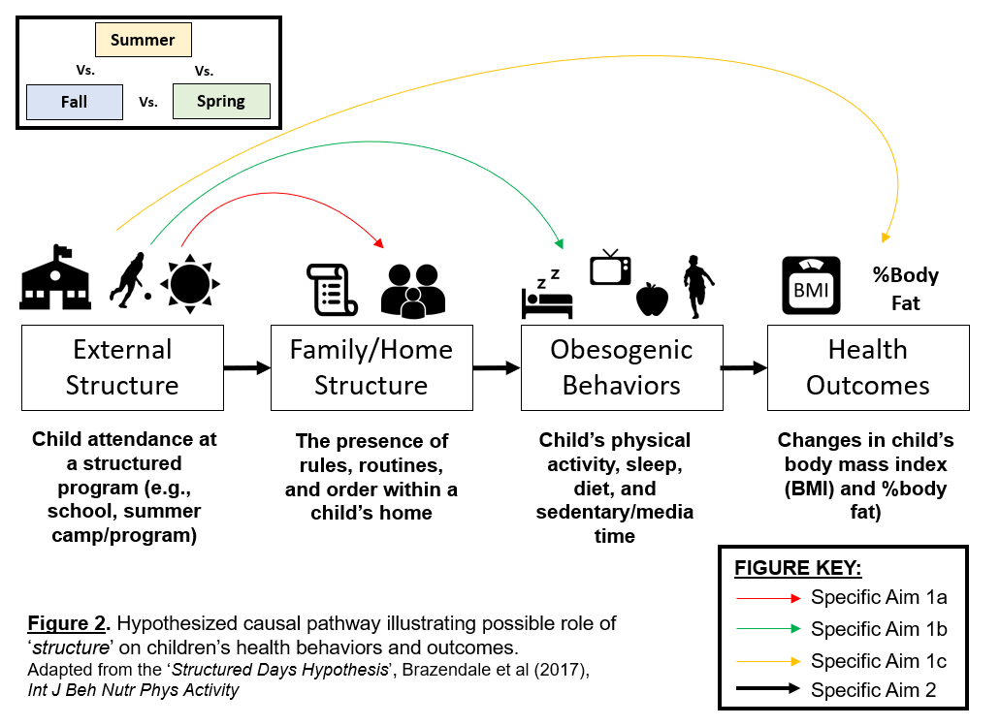 Summer
Vs.
Vs.
Fall
Vs.
Spring
z
z
BMI
%Body
Fat
External
Structure
Family/Home
Structure
Obesogenic
Behaviors
Health
Outcomes
Child attendance at
a structured
program (e.g.,
school, summer
camp/program)
The presence of
rules, routines,
and order within a
child's home
Child's physical
activity, sleep,
diet, and
sedentary/media
time
Changes in child's
body mass index
(BMI) and %body
fat)
FIGURE KEY:
Specific Aim 1a
Specific Aim 1b
Specific Aim 1c
Specific Aim 2
Figure 2. Hypothesized causal pathway illustrating possible role of
'structure' on children's health behaviors and outcomes.
Adapted from the 'Structured Days Hypothesis', Brazendale et al (2017),
Int J Beh Nutr Phys Activity